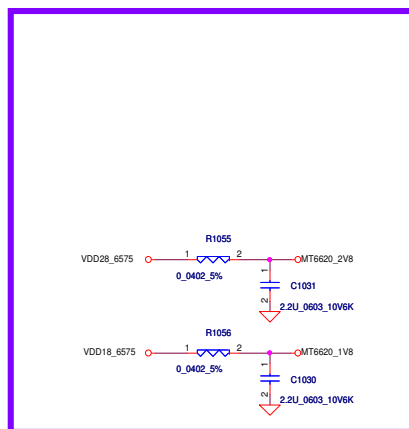 R1055
VDD28_6575 1 2 MT6620_2V8
0_0402_5%
1
C1031
2
2.2U_0603_10V6K
R1056
VDD18_6575 1 2 MT6620_1V8
0_0402_5%
1
C1030
2
2.2U_0603_10V6K